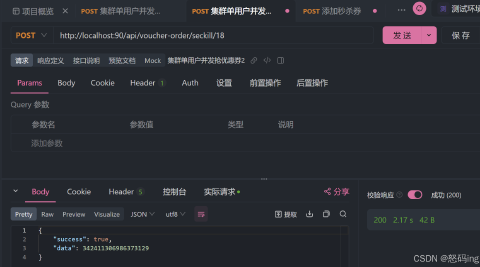 项目概览 POST 集群单用户并发... POST 集群单用户并发... POST 添加秒杀券 ... 测 测试环境
POST http://localhost:90/api/voucher-order/seckill/18 发送 保存
请求 响应定义 接口说明 预览文档 Mock 集群单用户并发抢优惠券2
Params Body Cookie Header 1 Auth 设置 前置操作 后置操作
Query 参数
参数名 参数值 类型 说明
添加参数
Body Cookie Header 5 控制台 实际请求 分享 校验响应 成功 (200)
Pretty Raw Preview Visualize JSON utf8 提取 200 2.17 s 42 B
1 {
2 "success": true,
3 "data": 342411306986373129
4 }
CSDN @怒码ing